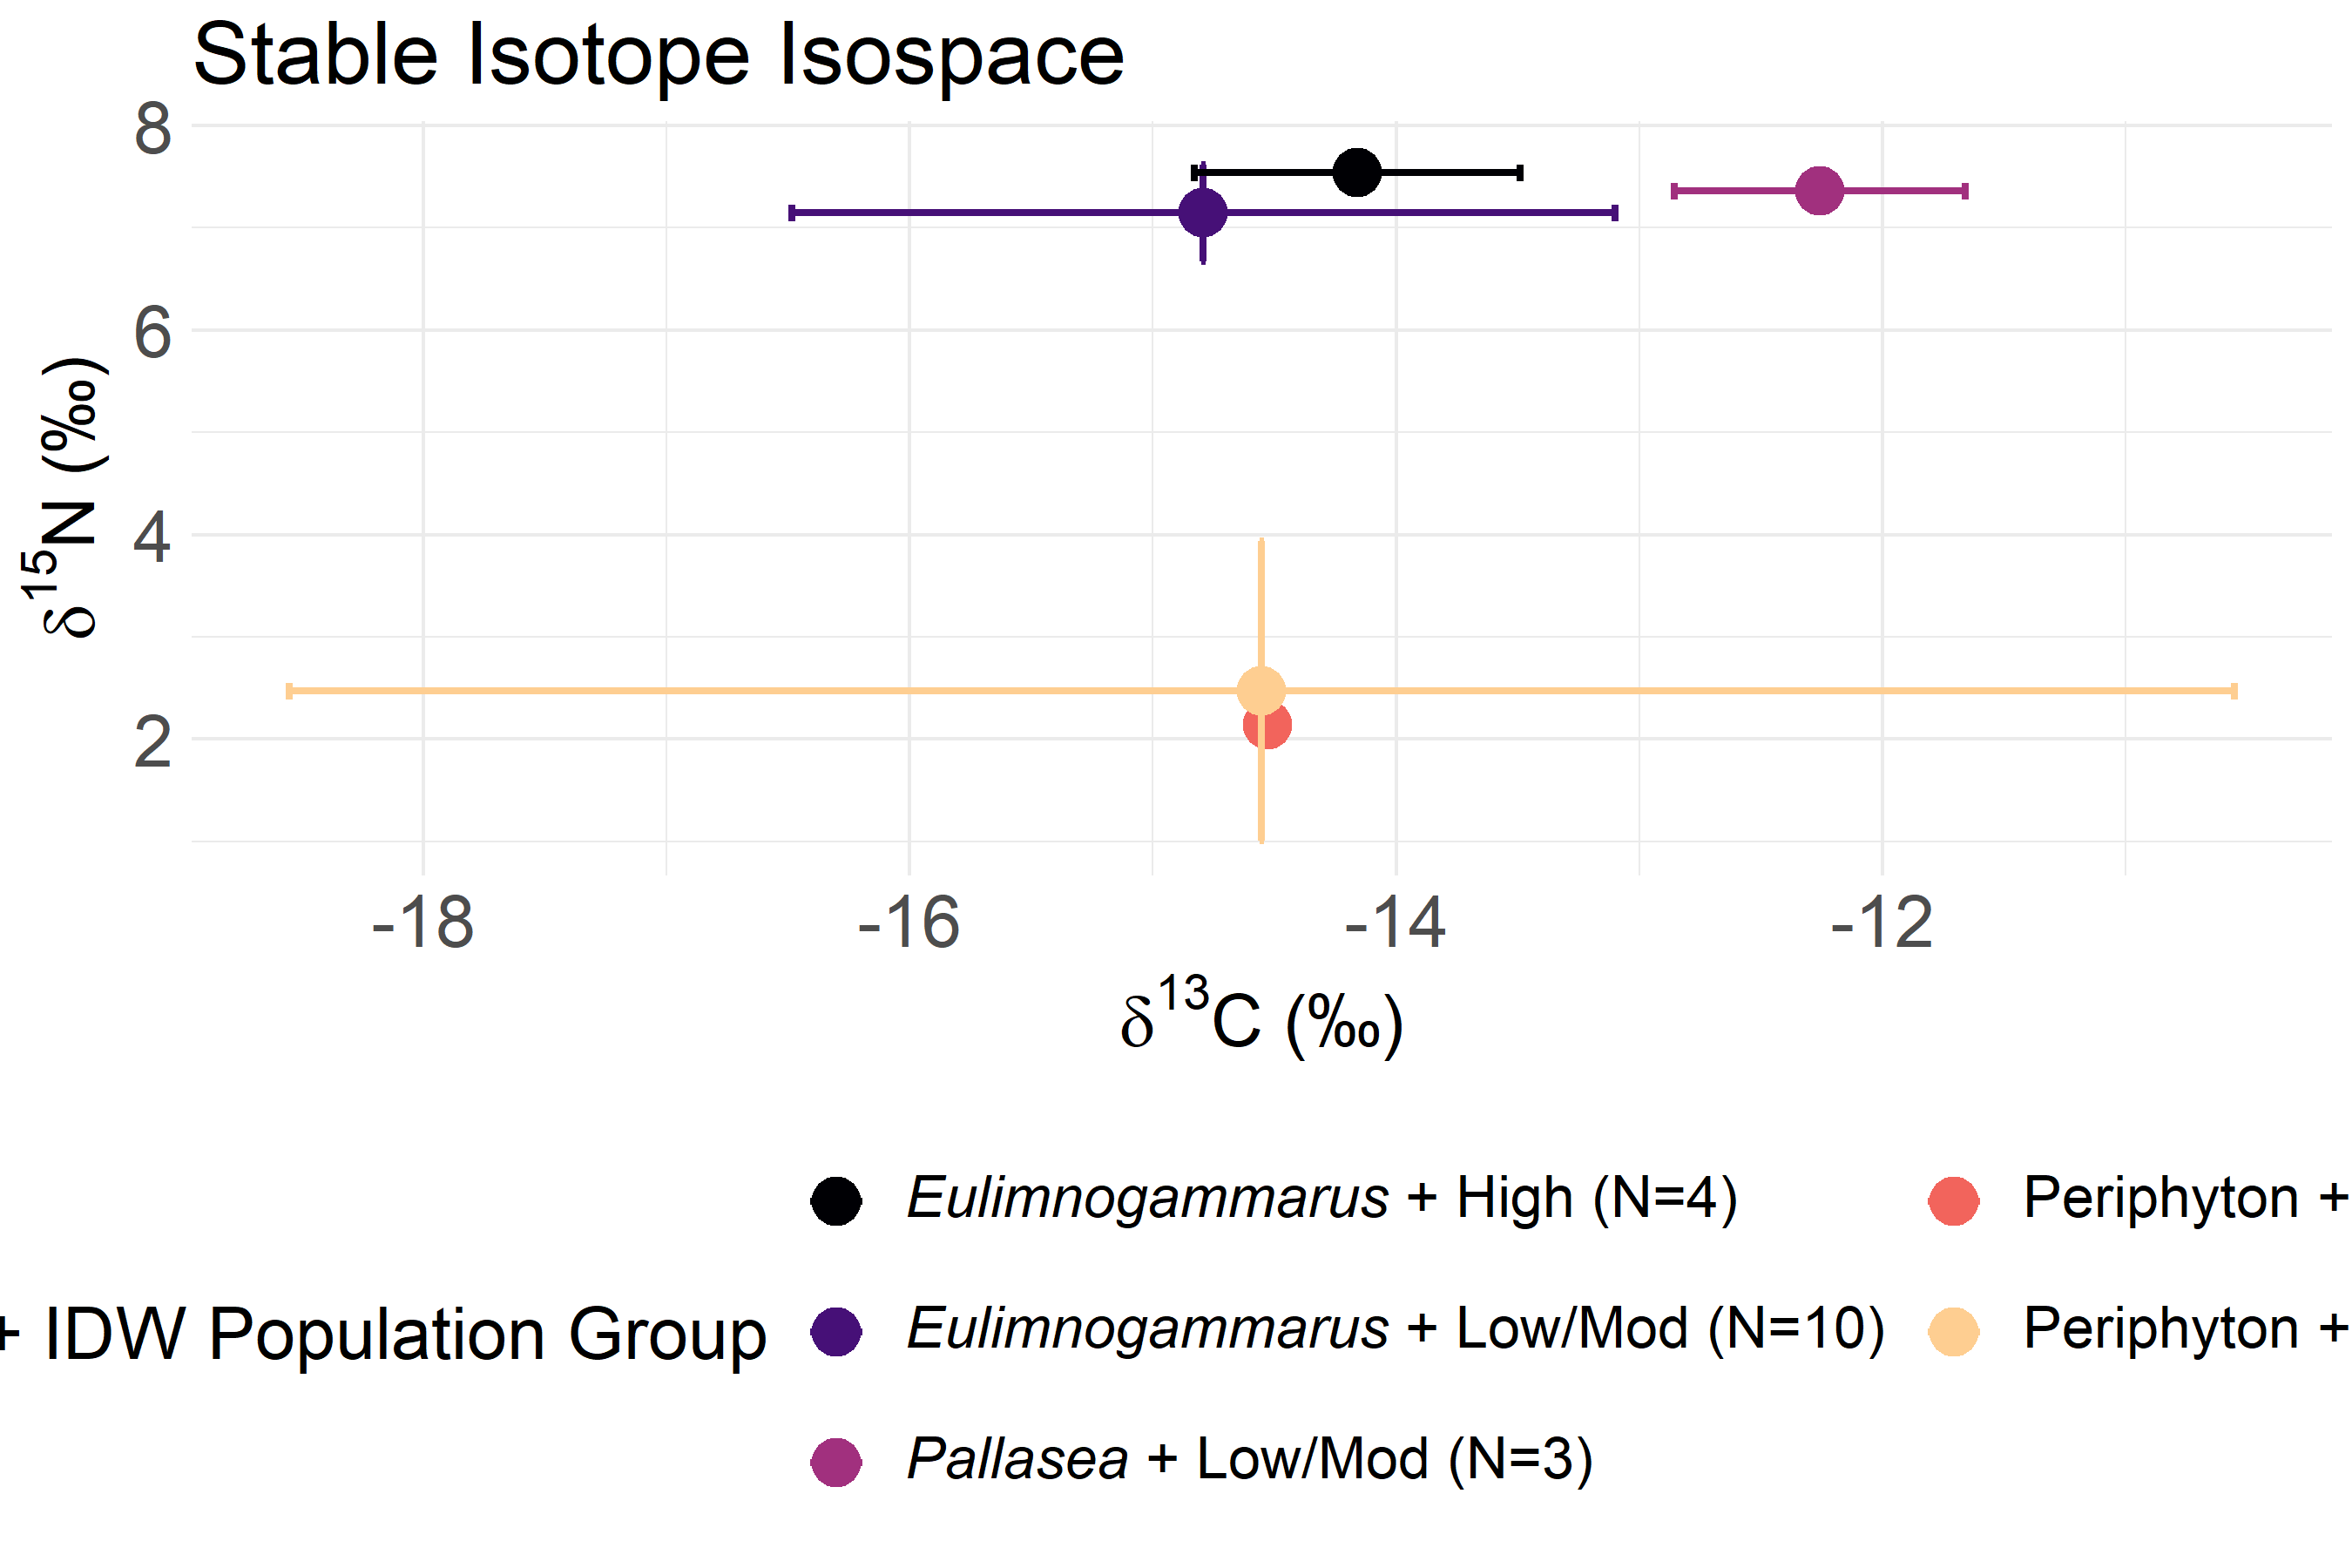 Stable Isotope Isospace
8
6
4
2
δ15N (‰)
-18 -16 -14 -12
δ13C (‰)
+ IDW Population Group
Eulimnogammarus + High (N=4)
Eulimnogammarus + Low/Mod (N=10)
Pallasea + Low/Mod (N=3)
Periphyton +
Periphyton +